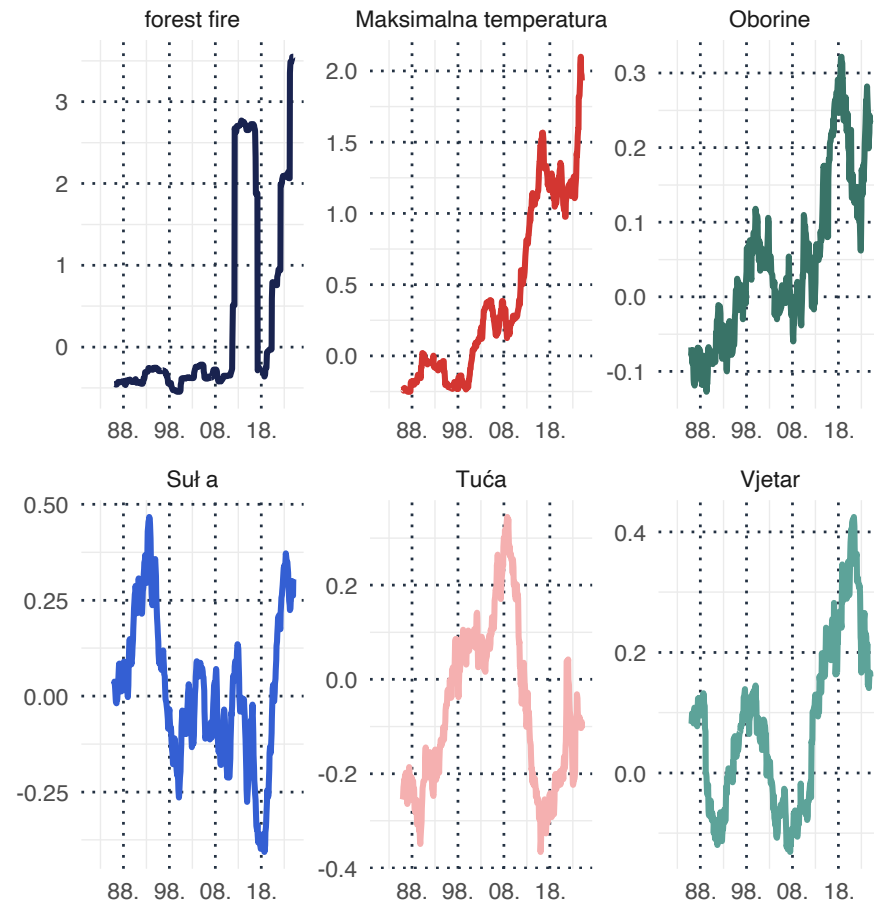 forest fire
Maksimalna temperatura
Oborine
3
2
1
0
2.0
1.5
1.0
0.5
0.0
0.3
0.2
0.1
0.0
-0.1
88. 98. 08. 18.
88. 98. 08. 18.
88. 98. 08. 18.
Suł a
Tuća
Vjetar
0.50
0.25
0.00
-0.25
0.2
0.0
-0.2
-0.4
0.4
0.2
0.0
88. 98. 08. 18.
88. 98. 08. 18.
88. 98. 08. 18.